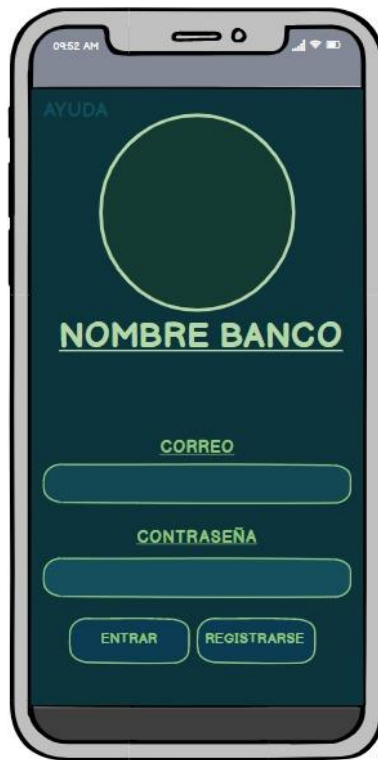 09:52 AM
AYUDA
NOMBRE BANCO
CORREO
CONTRASEÑA
ENTRAR REGISTRARSE